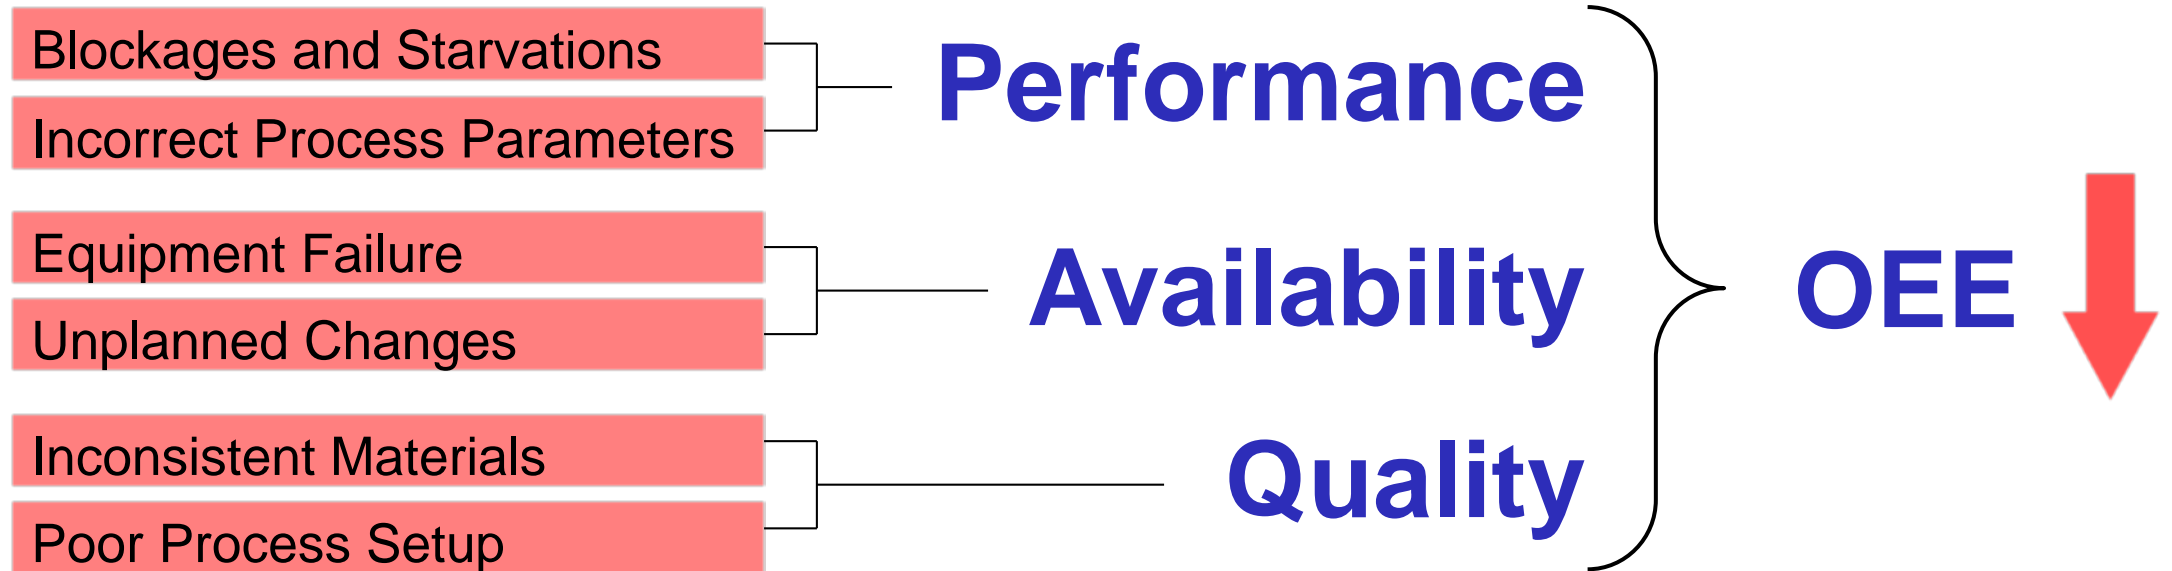 Blockages and Starvations
Incorrect Process Parameters
Performance
Equipment Failure
Unplanned Changes
Availability
Inconsistent Materials
Poor Process Setup
Quality
OEE